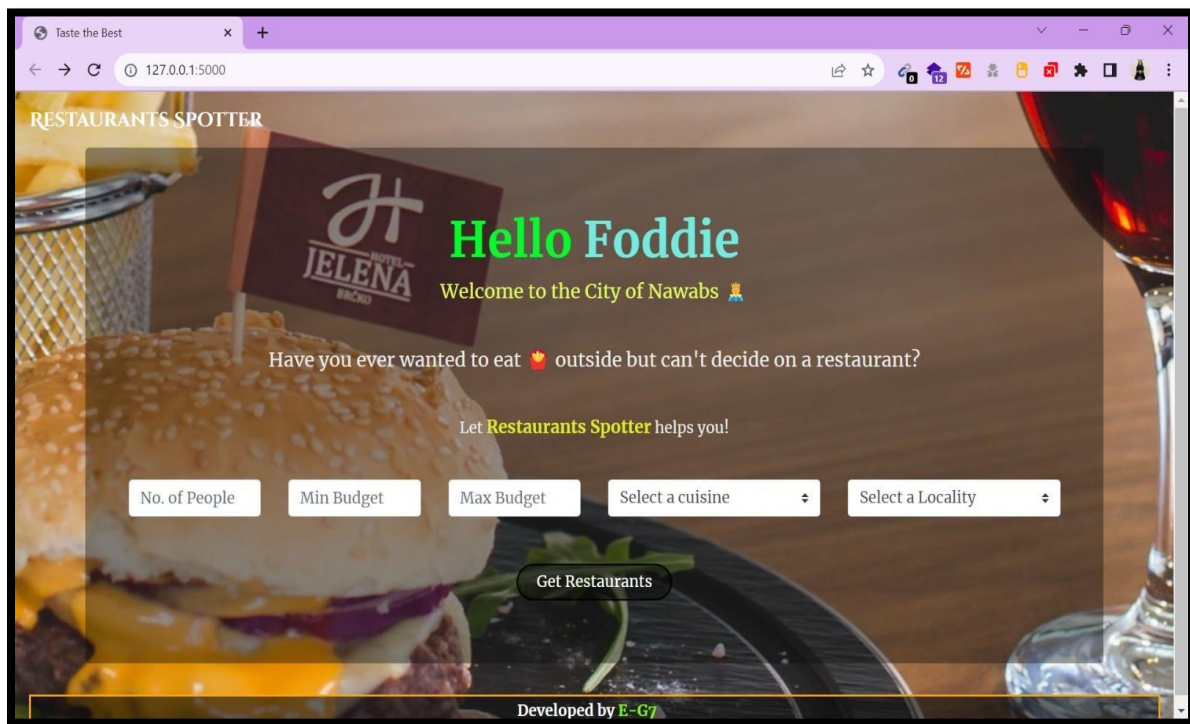 Taste the Best
127.0.0.1:5000
0
12
RESTAURANTS SPOTTER
H
HOTEL
JELENA
BRČKO
Hello Foddie
Welcome to the City of Nawabs 🤴
Have you ever wanted to eat 🍟 outside but can't decide on a restaurant?
Let Restaurants Spotter helps you!
No. of People Min Budget Max Budget Select a cuisine Select a Locality
Get Restaurants
Developed by E-G7